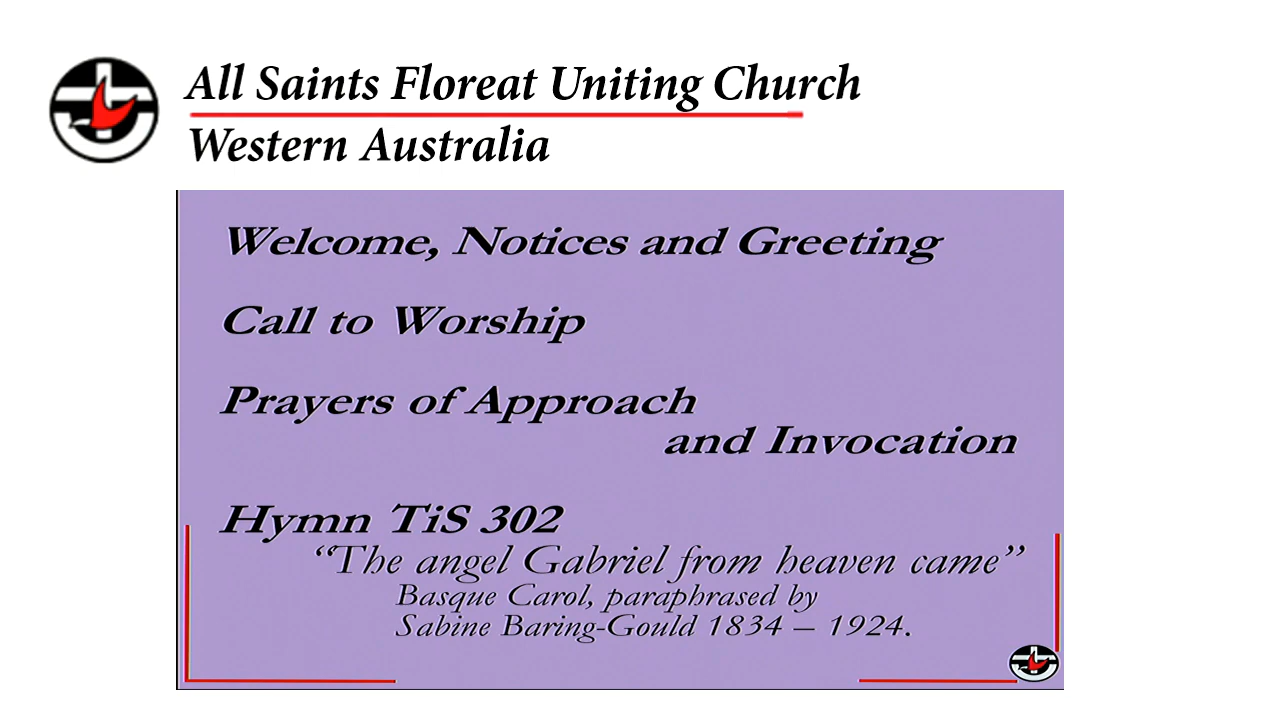 All Saints Floreat Uniting Church
Western Australia
Welcome, Notices and Greeting
Call to Worship
Prayers of Approach
and Invocation
Hymn TiS 302
“The angel Gabriel from heaven came”
Basque Carol, paraphrased by
Sabine Baring-Gould 1834 – 1924.